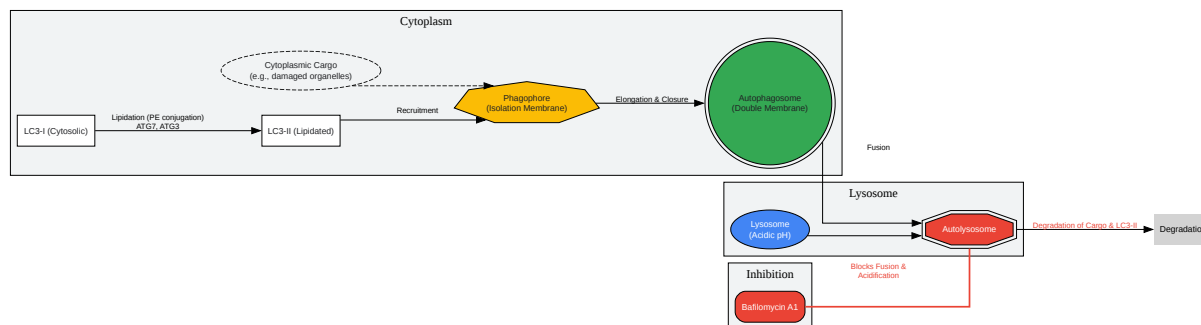 Cytoplasm
Cytoplasmic Cargo
(e.g., damaged organelles)
Phagophore
(Isolation Membrane)
Elongation & Closure
Autophagosome
(Double Membrane)
Recruitment
Lipidation (PE conjugation)
ATG7, ATG3
LC3-I (Cytosolic)
LC3-II (Lipidated)
Fusion
Lysosome
Lysosome
(Acidic pH)
Autolysosome
Degradation of Cargo & LC3-II
Degradatio
Inhibition
Blocks Fusion &
Acidification
Bafilomycin A1